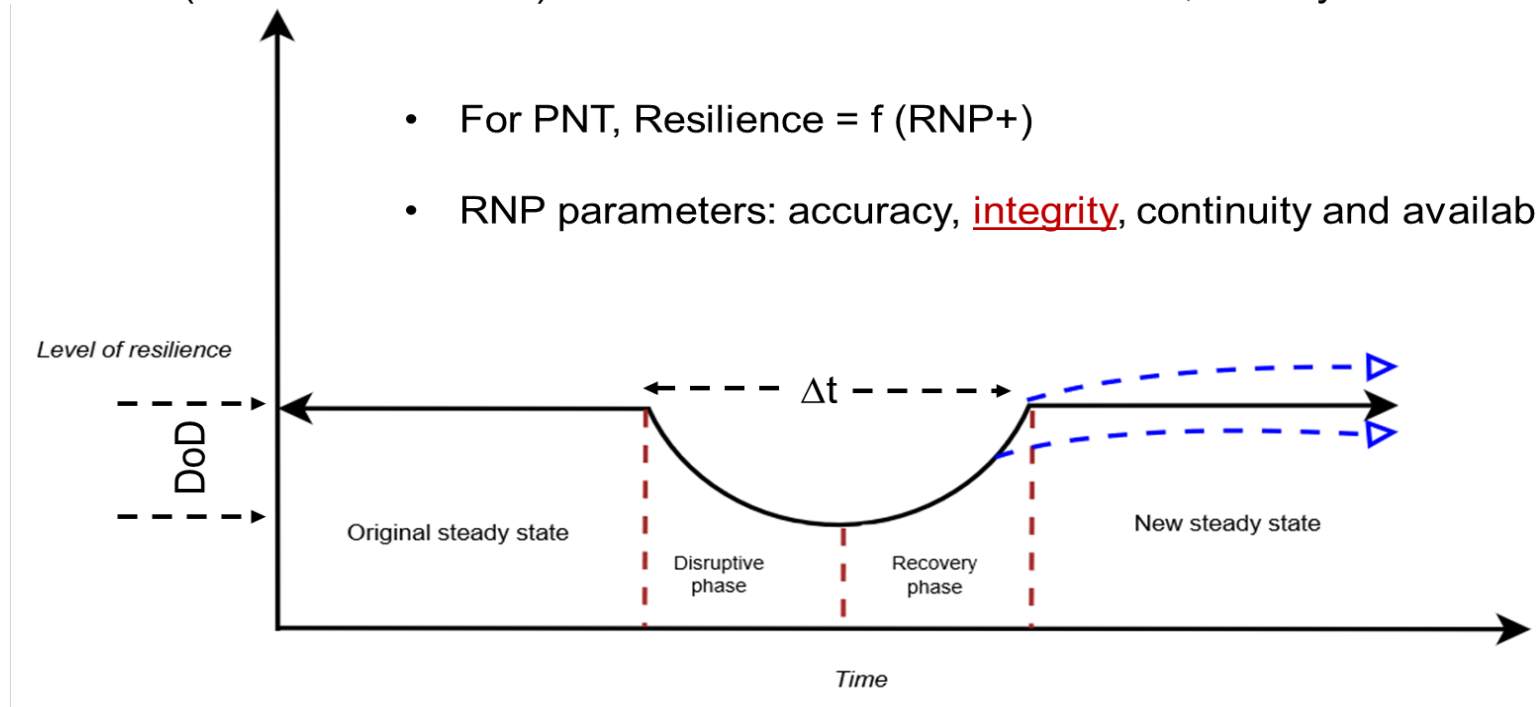 • For PNT, Resilience = f (RNP+)
• RNP parameters: accuracy, integrity, continuity and availab
Level of resilience
Δt
DoD
Original steady state
New steady state
Disruptive
phase
Recovery
phase
Time